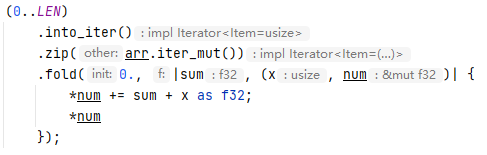 (0..LEN)
.into_iter() : impl Iterator<Item=usize>
.zip( other: arr.iter_mut()) : impl Iterator<Item=(...)>
.fold( init: 0., f: |sum : f32 , (x : usize , num : &mut f32 )| {
*num += sum + x as f32;
*num
});